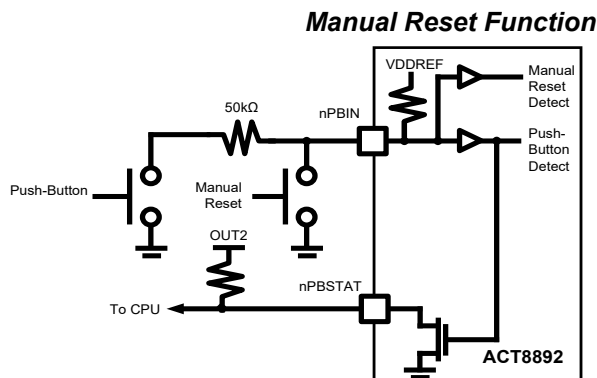 Manual Reset Function
VDDREF
Manual
Reset
Detect
50kΩ
nPBIN
Push-
Button
Detect
Push-Button
Manual
Reset
OUT2
nPBSTAT
To CPU
ACT8892